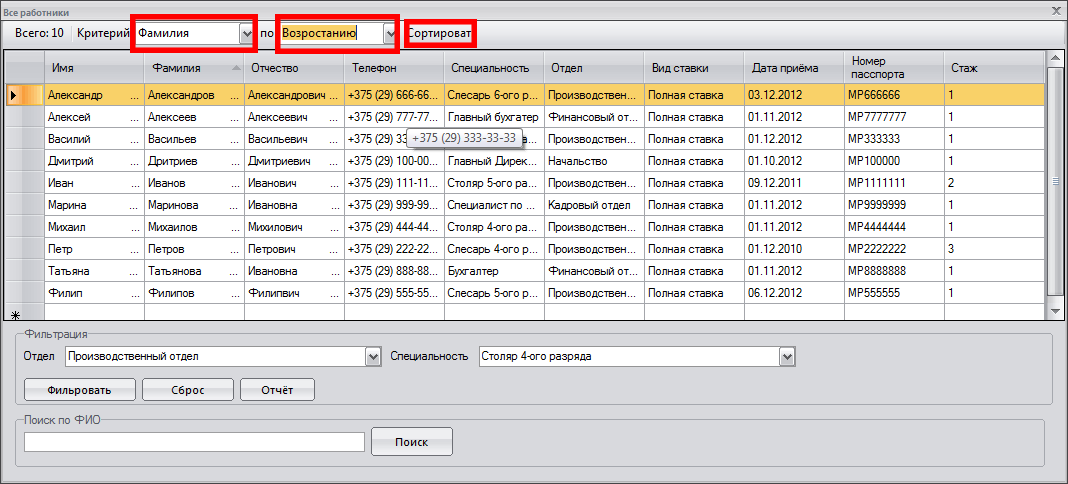 Все работники
Всего: 10 Критерий Фамилия по Возростанию Сортироват
Имя Фамилия Отчество Телефон Специальность Отдел Вид ставки Дата приёма Номер паспорта Стаж
Александр ... Александров ... Александрович ... +375 (29) 666-66... Слесарь 6-ого р... Производствен... Полная ставка 03.12.2012 MP666666 1
Алексей ... Алексеев ... Алексеевич ... +375 (29) 777-77... Главный бухгатер Финансовый от... Полная ставка 01.11.2012 MP7777777 1
Василий ... Васильев ... Васильевич ... +375 (29) 33 Производствен... Полная ставка 01.12.2012 MP333333 1
+375 (29) 333-33-33
Дмитрий ... Дритриев ... Дмитриевич ... +375 (29) 100-00... Главный Дирек... Начальство Полная ставка 01.10.2012 MP100000 1
Иван ... Иванов ... Иванович ... +375 (29) 111-11... Столяр 5-ого ра... Производствен... Полная ставка 09.12.2011 MP1111111 2
Марина ... Маринова ... Ивановна ... +375 (29) 999-99... Специалист по ... Кадровый отдел Полная ставка 01.11.2012 MP9999999 1
Михаил ... Михаилов ... Михилович ... +375 (29) 444-44... Столяр 4-ого ра... Производствен... Полная ставка 01.11.2012 MP4444444 1
Петр ... Петров ... Петрович ... +375 (29) 222-22... Слесарь 4-ого р... Производствен... Полная ставка 01.12.2010 MP2222222 3
Татьяна ... Татьянова ... Ивановна ... +375 (29) 888-88... Бухгалтер Финансовый от... Полная ставка 01.11.2012 MP8888888 1
Филип ... Филипов ... Филипвич ... +375 (29) 555-55... Слесарь 5-ого р... Производствен... Полная ставка 06.12.2012 MP555555 1
Фильтрация
Отдел Производственный отдел Специальность Столяр 4-ого разряда
Фильровать Сброс Отчёт
Поиск по ФИО
Поиск